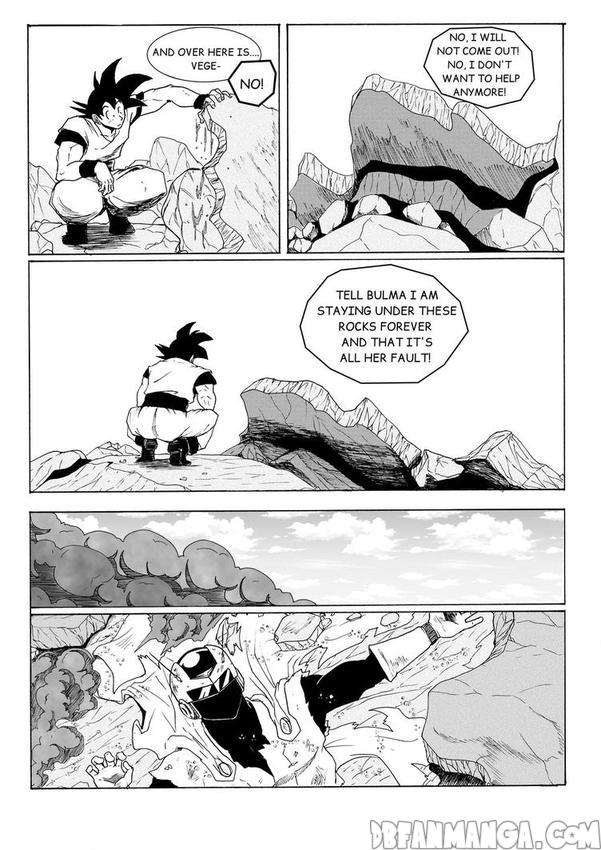 AND OVER HERE IS....
VEGE-
NO!
NO, I WILL
NOT COME OUT!
NO, I DON'T
WANT TO HELP
ANYMORE!
TELL BULMA I AM
STAYING UNDER THESE
ROCKS FOREVER
AND THAT IT'S
ALL HER FAULT!
DBFANMANGA.COM